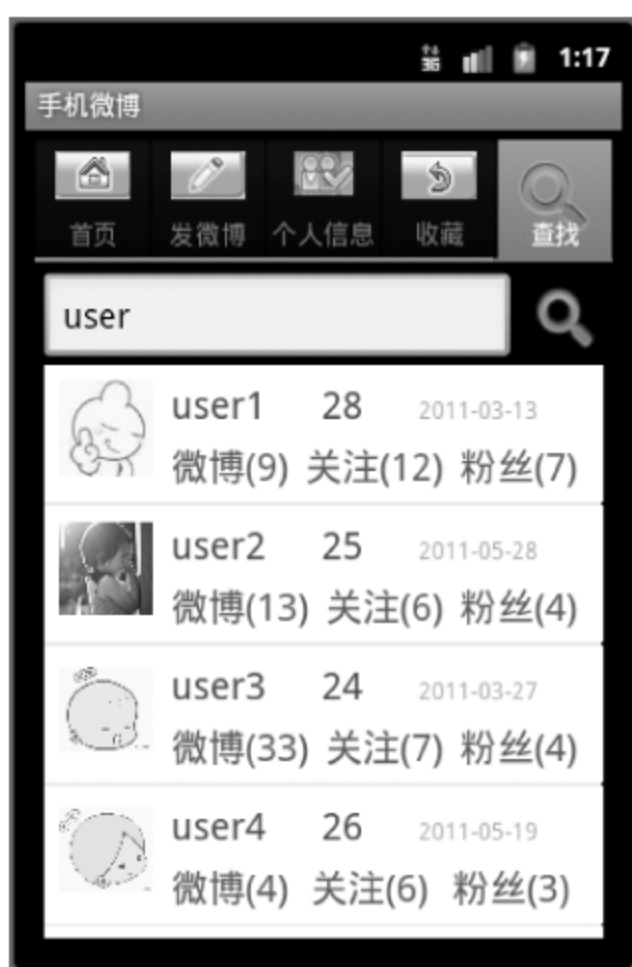 3G 1:17
手机微博
首页 发微博 个人信息 收藏 查找
user
user1 28 2011-03-13
微博(9) 关注(12) 粉丝(7)
user2 25 2011-05-28
微博(13) 关注(6) 粉丝(4)
user3 24 2011-03-27
微博(33) 关注(7) 粉丝(4)
user4 26 2011-05-19
微博(4) 关注(6) 粉丝(3)